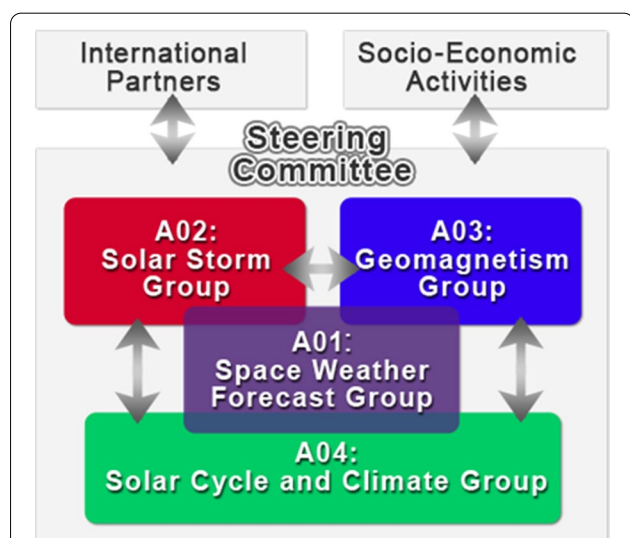 International
Partners
Socio-Economic
Activities
Steering
Committee
A02:
Solar Storm
Group
A03:
Geomagnetism
Group
A01:
Space Weather
Forecast Group
A04:
Solar Cycle and Climate Group